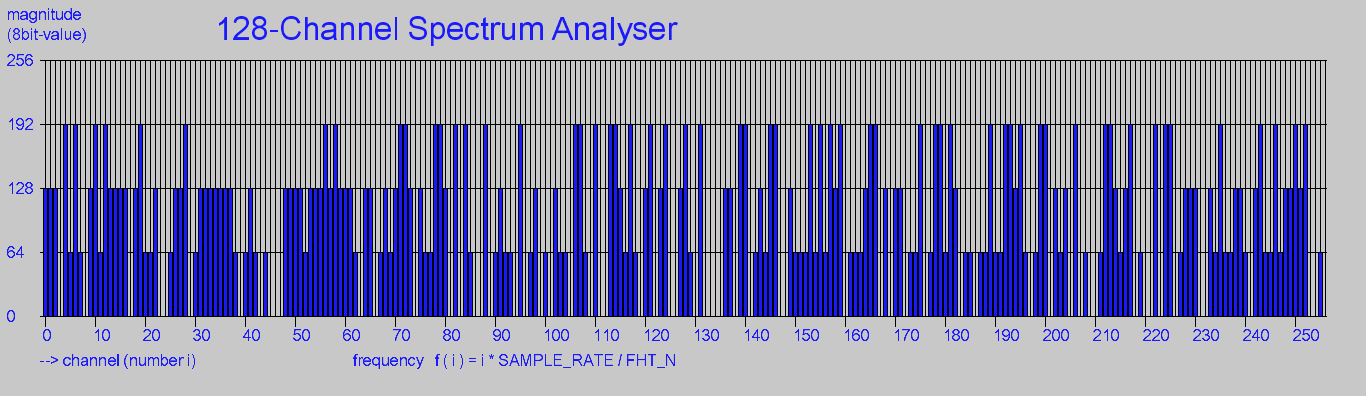 magnitude
(8bit-value)
128-Channel Spectrum Analyser
256
192
128
64
0
0 10 20 30 40 50 60 70 80 90 100 110 120 130 140 150 160 170 180 190 200 210 220 230 240 250
--> channel (number i) frequency f ( i ) = i * SAMPLE_RATE / FHT_N